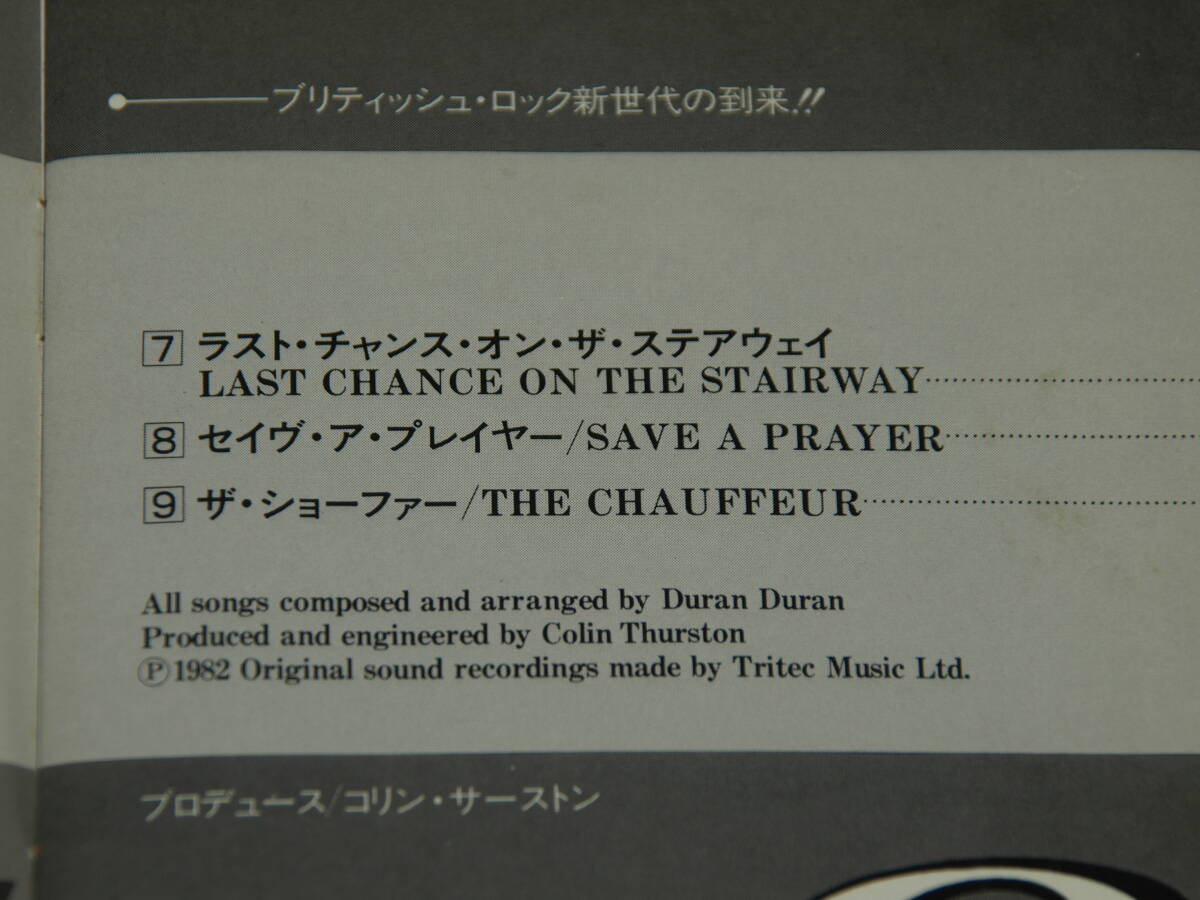 ブリティッシュ・ロック新世代の到来!!
7 ラスト・チャンス・オン・ザ・ステアウェイ
LAST CHANCE ON THE STAIRWAY
8 セイヴ・ア・プレイヤー/SAVE A PRAYER
9 ザ・ショーファー/THE CHAUFFEUR
All songs composed and arranged by Duran Duran
Produced and engineered by Colin Thurston
Ⓟ1982 Original sound recordings made by Tritec Music Ltd.
プロデュース/コリン・サーストン